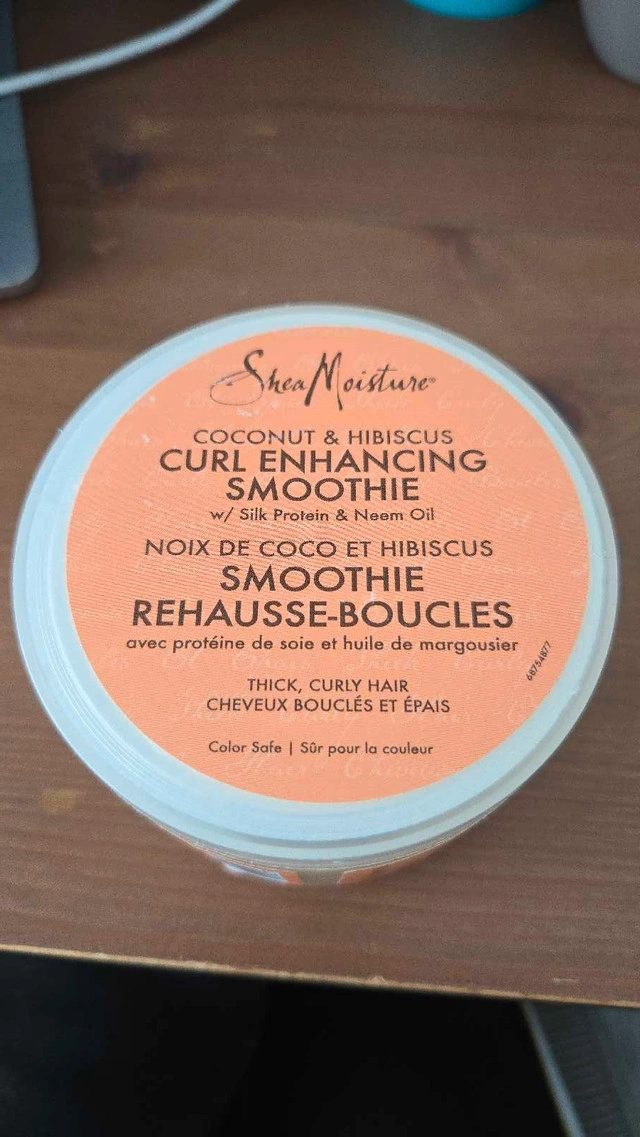 SheaMoisture
COCONUT & HIBISCUS
CURL ENHANCING
SMOOTHIE
w/ Silk Protein & Neem Oil
NOIX DE COCO ET HIBISCUS
SMOOTHIE
REHAUSSE-BOUCLES
avec protéine de soie et huile de margousier
THICK, CURLY HAIR
CHEVEUX BOUCLÉS ET ÉPAIS
Color Safe | Sûr pour la couleur
68754877